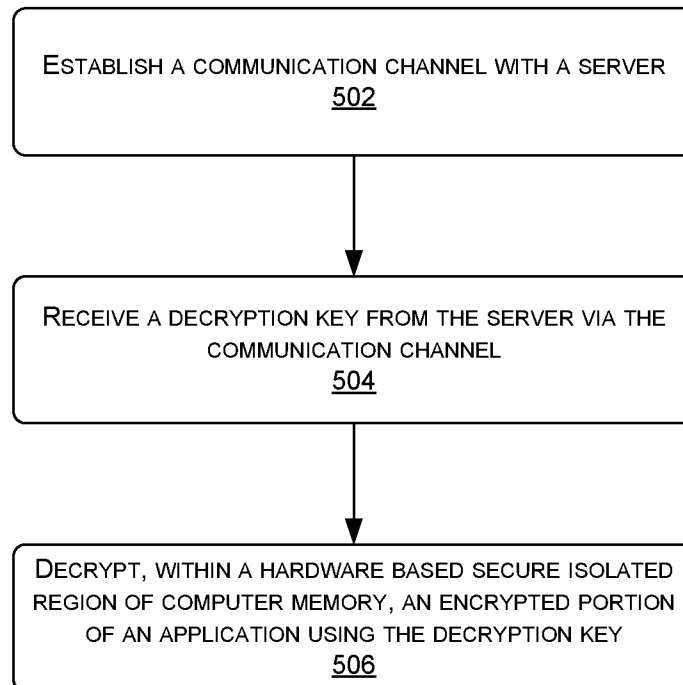 ESTABLISH A COMMUNICATION CHANNEL WITH A SERVER
502
RECEIVE A DECRYPTION KEY FROM THE SERVER VIA THE
COMMUNICATION CHANNEL
504
DECRYPT, WITHIN A HARDWARE BASED SECURE ISOLATED
REGION OF COMPUTER MEMORY, AN ENCRYPTED PORTION
OF AN APPLICATION USING THE DECRYPTION KEY
506